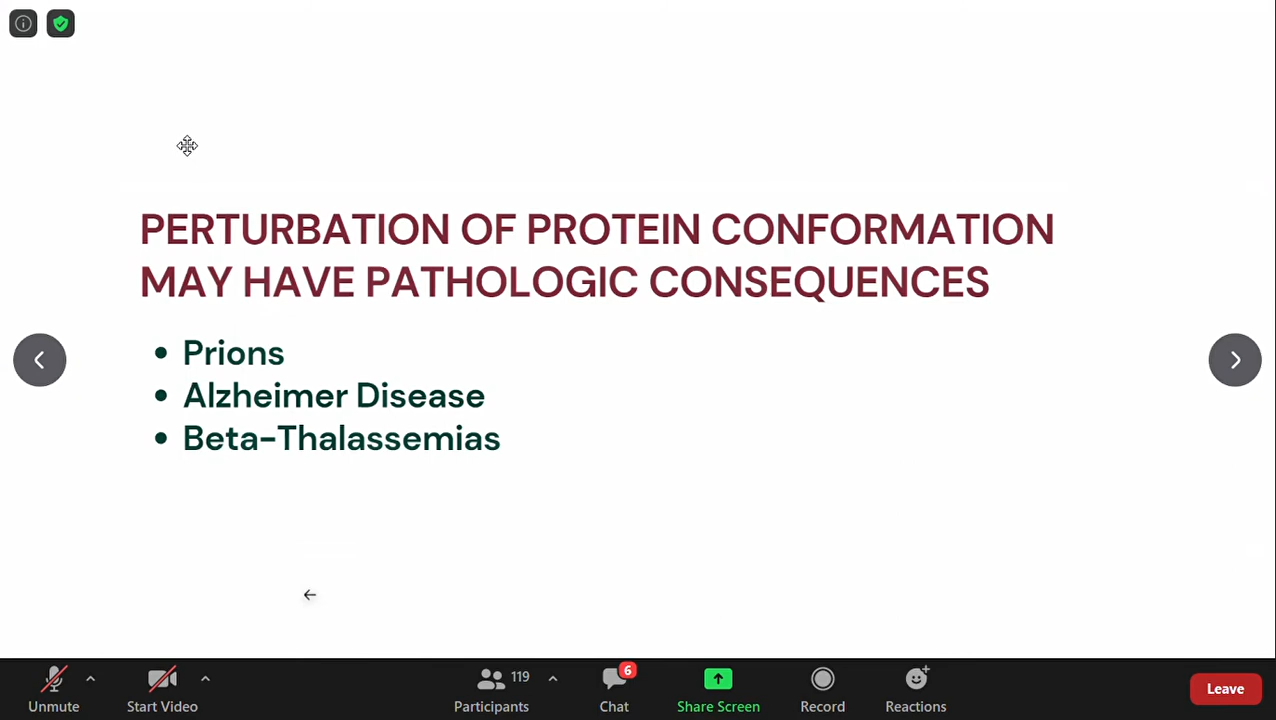 PERTURBATION OF PROTEIN CONFORMATION
MAY HAVE PATHOLOGIC CONSEQUENCES
• Prions
• Alzheimer Disease
• Beta-Thalassemias
Unmute
Start Video
119
Participants
6
Chat
Share Screen
Record
Reactions
Leave